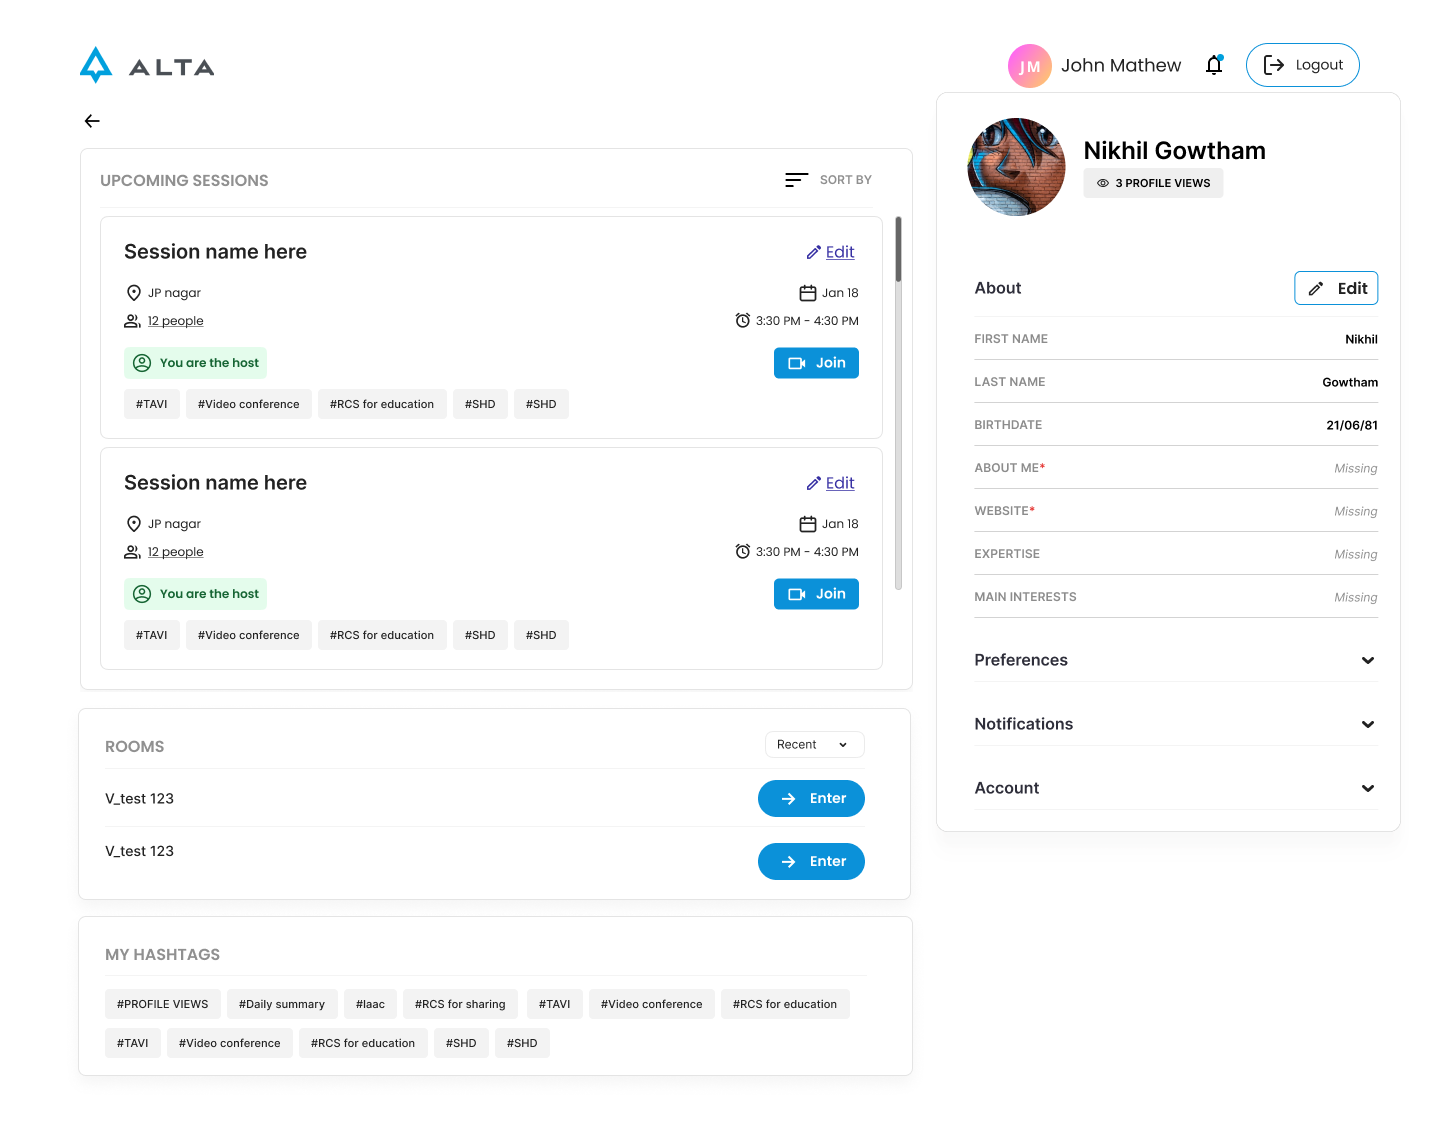 ALTA
JM
John Mathew
Logout
UPCOMING SESSIONS
SORT BY
Session name here
Edit
JP nagar
Jan 18
12 people
3:30 PM - 4:30 PM
You are the host
Join
#TAVI #Video conference #RCS for education #SHD #SHD
Session name here
Edit
JP nagar
Jan 18
12 people
3:30 PM - 4:30 PM
You are the host
Join
#TAVI #Video conference #RCS for education #SHD #SHD
ROOMS
Recent
V_test 123
Enter
V_test 123
Enter
MY HASHTAGS
#PROFILE VIEWS #Daily summary #Iaac #RCS for sharing #TAVI #Video conference #RCS for education
#TAVI #Video conference #RCS for education #SHD #SHD
Nikhil Gowtham
3 PROFILE VIEWS
About
Edit
FIRST NAME
Nikhil
LAST NAME
Gowtham
BIRTHDATE
21/06/81
ABOUT ME*
Missing
WEBSITE*
Missing
EXPERTISE
Missing
MAIN INTERESTS
Missing
Preferences
Notifications
Account